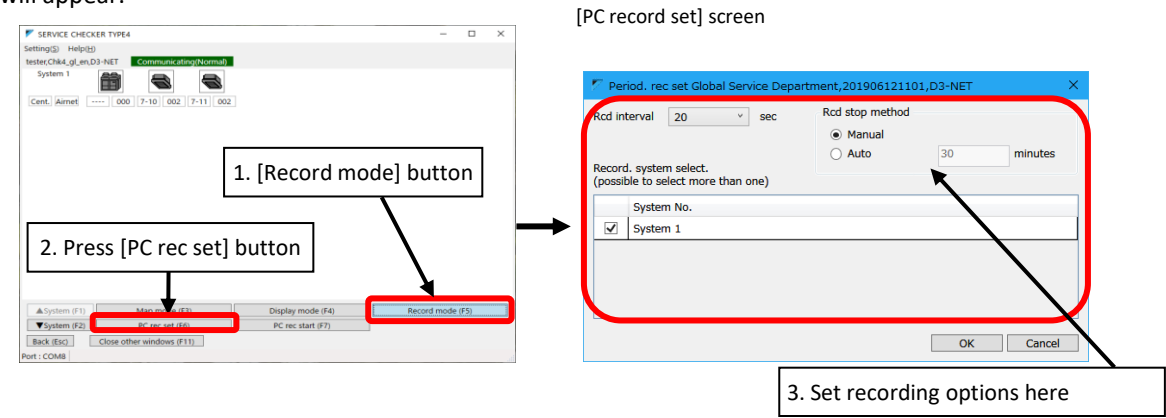 will appear.
[PC record set] screen
SERVICE CHECKER TYPE4
Setting(S) Help(H)
tester,Chk4_gl_en,D3-NET Communicating(Normal)
System 1
Cent. Airnet ---- 000 7-10 002 7-11 002
1. [Record mode] button
2. Press [PC rec set] button
▲System (F1) Map mode (F3) Display mode (F4) Record mode (F5)
▼System (F2) PC rec set (F6) PC rec start (F7)
Back (Esc) Close other windows (F11)
Port : COM8
Period. rec set Global Service Department,201906121101,D3-NET
Rcd interval 20 sec
Rcd stop method
Manual
Auto 30 minutes
Record. system select.
(possible to select more than one)
System No.
System 1
OK Cancel
3. Set recording options here